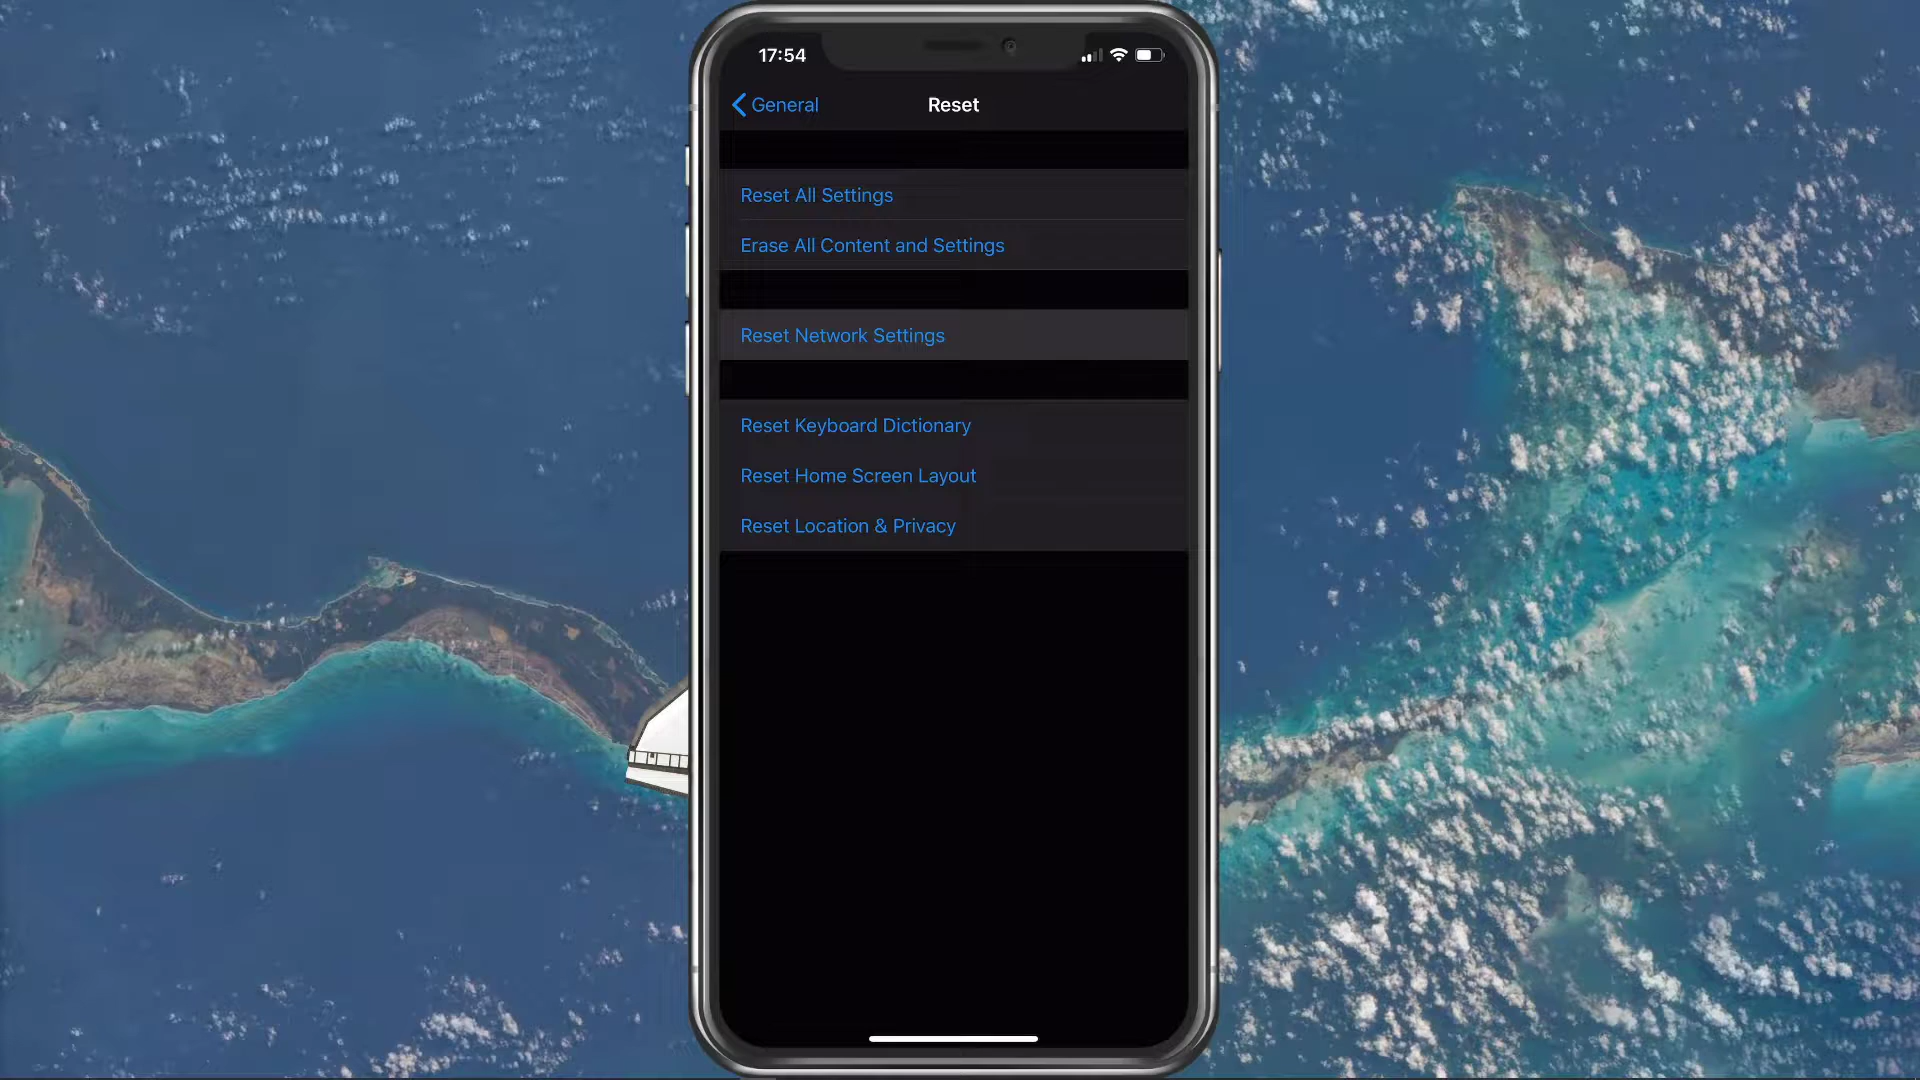 17:54
General
Reset
Reset All Settings
Erase All Content and Settings
Reset Network Settings
Reset Keyboard Dictionary
Reset Home Screen Layout
Reset Location & Privacy